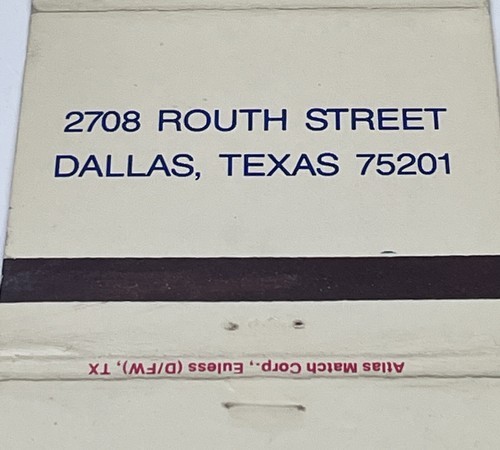 2708 ROUTH STREET
DALLAS, TEXAS 75201
Atlas Match Corp., Euless (D/FW), TX